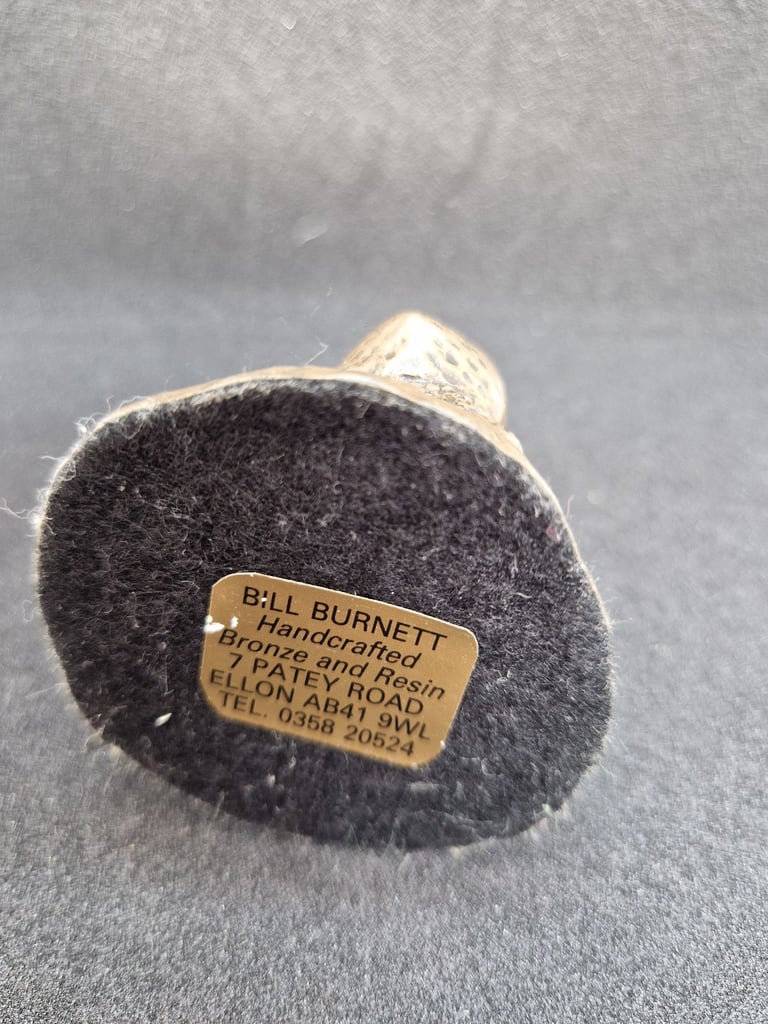 BILL BURNETT
Handcrafted
Bronze and Resin
7 PATEY ROAD
ELLON AB41 9WL
TEL. 0358 20524